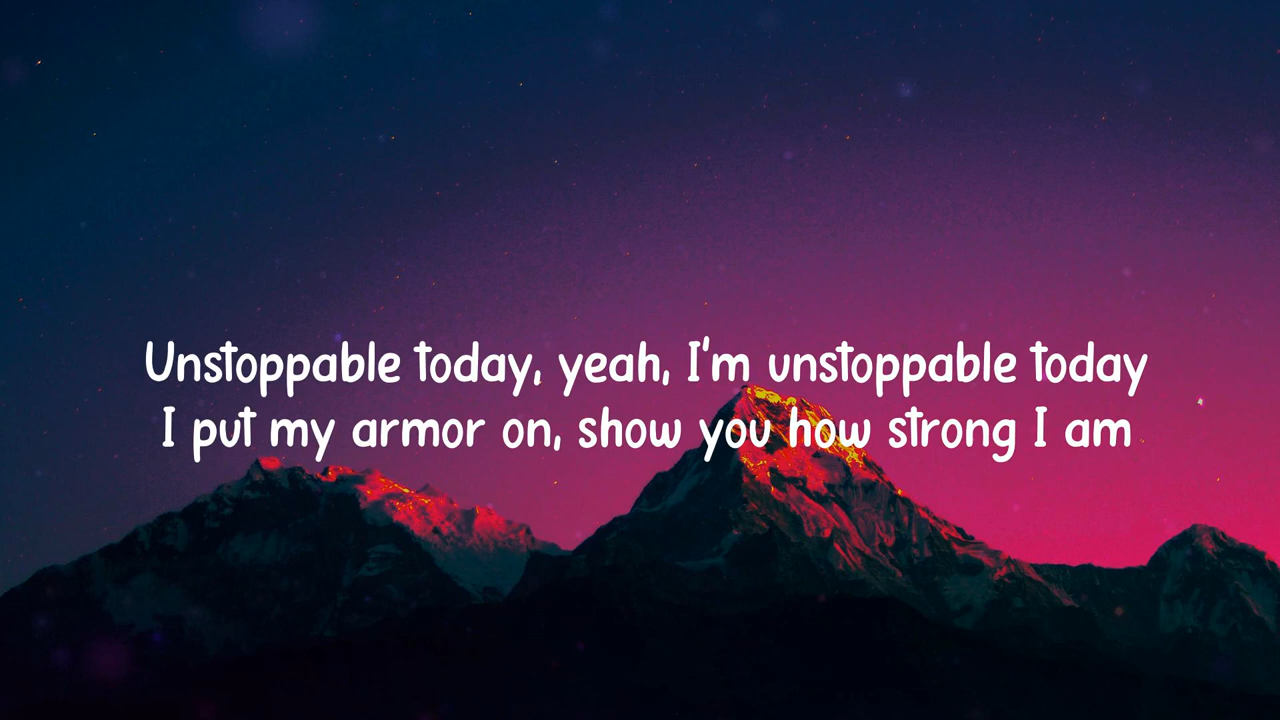 Unstoppable today, yeah, I'm unstoppable today
I put my armor on, show you how strong I am